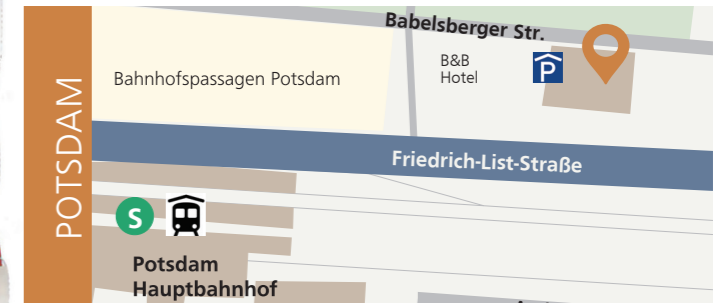 POTSDAM
Babelsberger Str.
B&B
Hotel
P
Bahnhofspassagen Potsdam
Friedrich-List-Straße
S
Potsdam
Hauptbahnhof